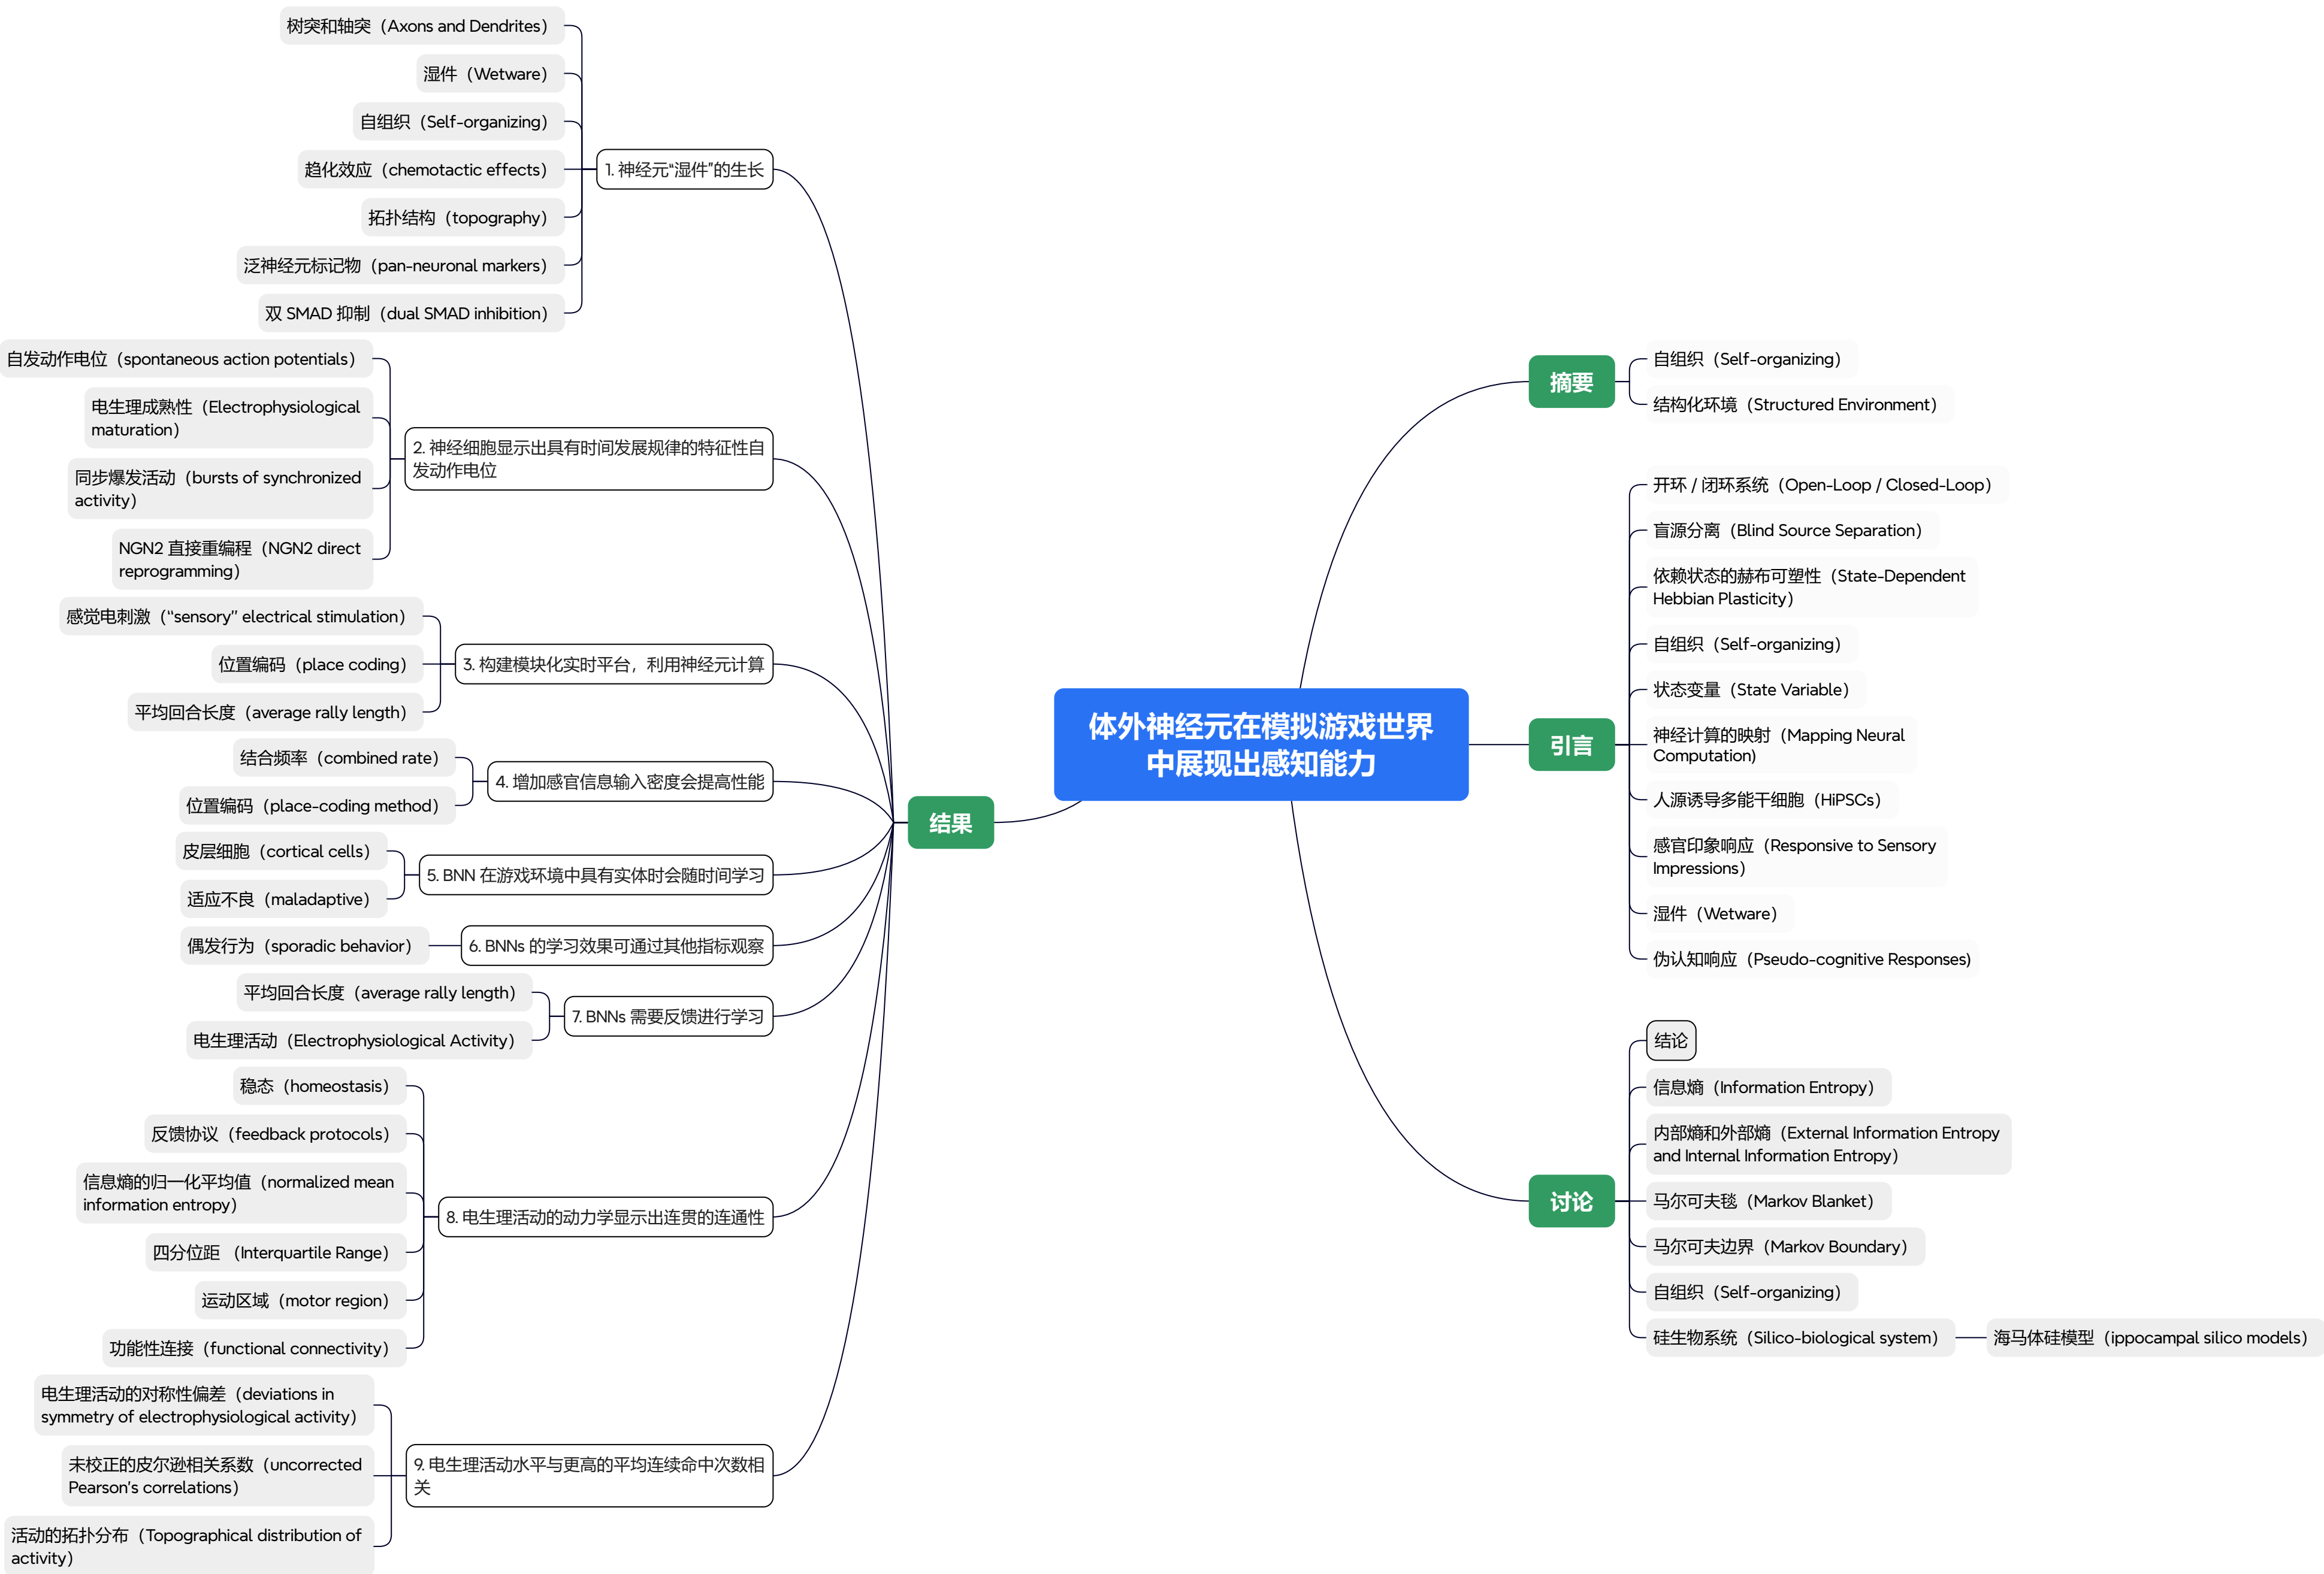 体外神经元在模拟游戏世界
中展现出感知能力
摘要
自组织（Self-organizing）
结构化环境（Structured Environment）
引言
开环 / 闭环系统（Open-Loop / Closed-Loop）
盲源分离（Blind Source Separation）
依赖状态的赫布可塑性（State-Dependent
Hebbian Plasticity）
自组织（Self-organizing）
状态变量（State Variable）
神经计算的映射（Mapping Neural
Computation)
人源诱导多能干细胞（HiPSCs）
感官印象响应（Responsive to Sensory
Impressions）
湿件（Wetware）
伪认知响应（Pseudo-cognitive Responses)
讨论
结论
信息熵（Information Entropy）
内部熵和外部熵（External Information Entropy
and Internal Information Entropy）
马尔可夫毯（Markov Blanket）
马尔可夫边界（Markov Boundary）
自组织（Self-organizing）
硅生物系统（Silico-biological system）
海马体硅模型（ippocampal silico models）
结果
1. 神经元“湿件”的生长
树突和轴突（Axons and Dendrites）
湿件（Wetware）
自组织（Self-organizing）
趋化效应（chemotactic effects）
拓扑结构（topography）
泛神经元标记物（pan-neuronal markers）
双 SMAD 抑制（dual SMAD inhibition）
2. 神经细胞显示出具有时间发展规律的特征性自
发动作电位
自发动作电位（spontaneous action potentials）
电生理成熟性（Electrophysiological
maturation）
同步爆发活动（bursts of synchronized
activity）
NGN2 直接重编程（NGN2 direct
reprogramming）
3. 构建模块化实时平台，利用神经元计算
感觉电刺激（“sensory” electrical stimulation）
位置编码（place coding）
平均回合长度（average rally length）
4. 增加感官信息输入密度会提高性能
结合频率（combined rate）
位置编码（place-coding method）
5. BNN 在游戏环境中具有实体时会随时间学习
皮层细胞（cortical cells）
适应不良（maladaptive）
6. BNNs 的学习效果可通过其他指标观察
偶发行为（sporadic behavior）
7. BNNs 需要反馈进行学习
平均回合长度（average rally length）
电生理活动（Electrophysiological Activity）
8. 电生理活动的动力学显示出连贯的连通性
稳态（homeostasis）
反馈协议（feedback protocols）
信息熵的归一化平均值（normalized mean
information entropy）
四分位距 （Interquartile Range）
运动区域（motor region）
功能性连接（functional connectivity）
9. 电生理活动水平与更高的平均连续命中次数相
关
电生理活动的对称性偏差（deviations in
symmetry of electrophysiological activity）
未校正的皮尔逊相关系数（uncorrected
Pearson’s correlations）
活动的拓扑分布（Topographical distribution of
activity）